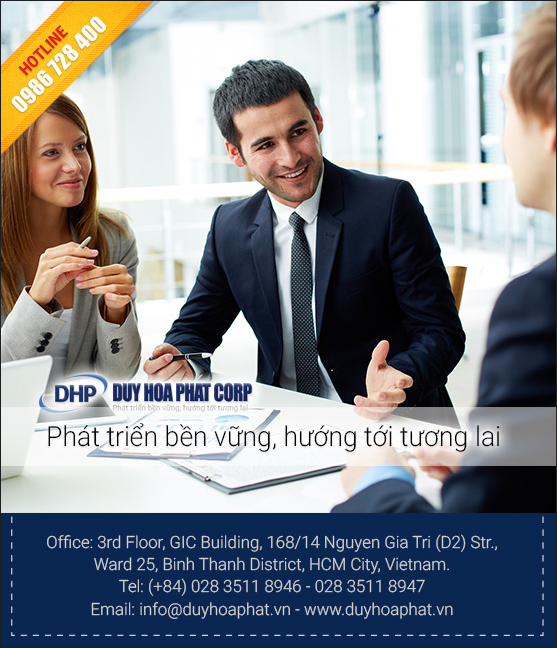 HOTLINE
0986 728 400
DHP DUY HOA PHAT CORP
Phát triển bền vững, hướng tới tương lai
Phát triển bền vững, hướng tới tương lai
Office: 3rd Floor, GIC Building, 168/14 Nguyen Gia Tri (D2) Str.,
Ward 25, Binh Thanh District, HCM City, Vietnam.
Tel: (+84) 028 3511 8946 - 028 3511 8947
Email: info@duyhoaphat.vn - www.duyhoaphat.vn